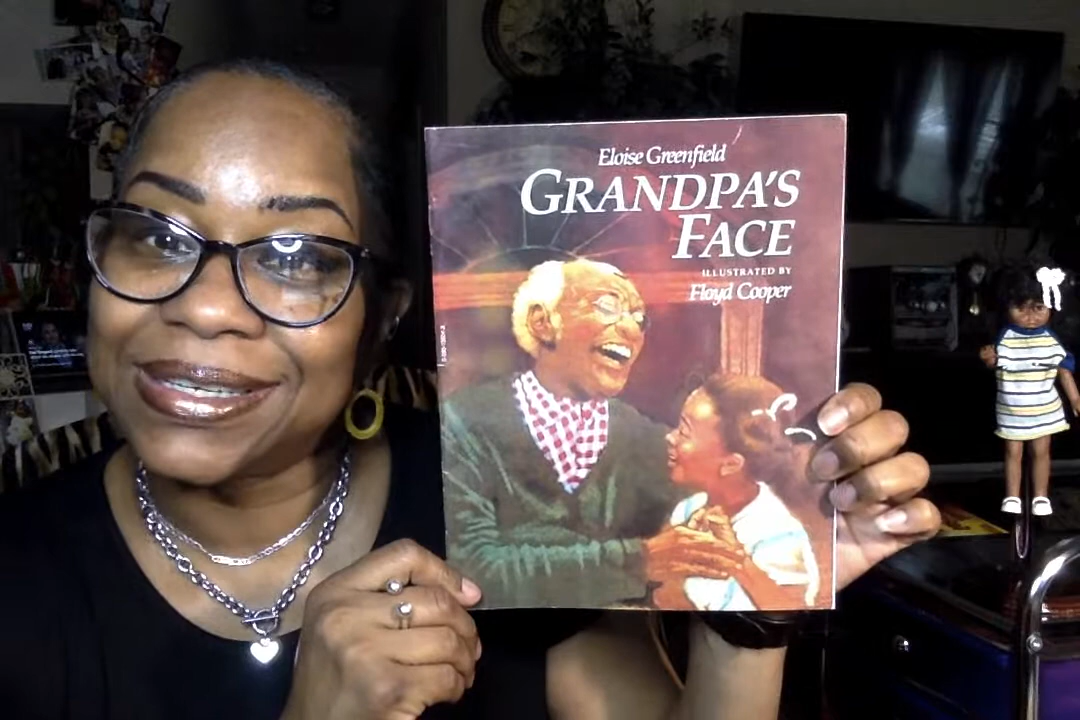 Eloise Greenfield
GRANDPA'S
FACE
ILLUSTRATED BY
Floyd Cooper